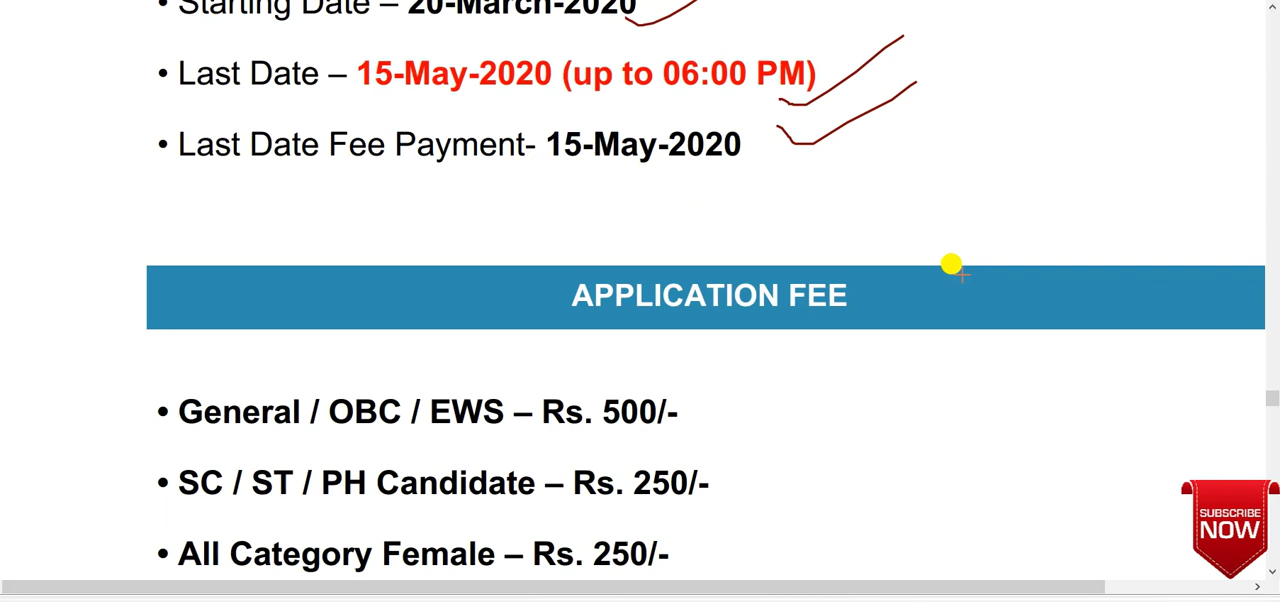 • Starting Date – 20-March-2020
• Last Date – 15-May-2020 (up to 06:00 PM)
• Last Date Fee Payment- 15-May-2020
APPLICATION FEE
• General / OBC / EWS – Rs. 500/-
• SC / ST / PH Candidate – Rs. 250/-
• All Category Female – Rs. 250/-
SUBSCRIBE
NOW